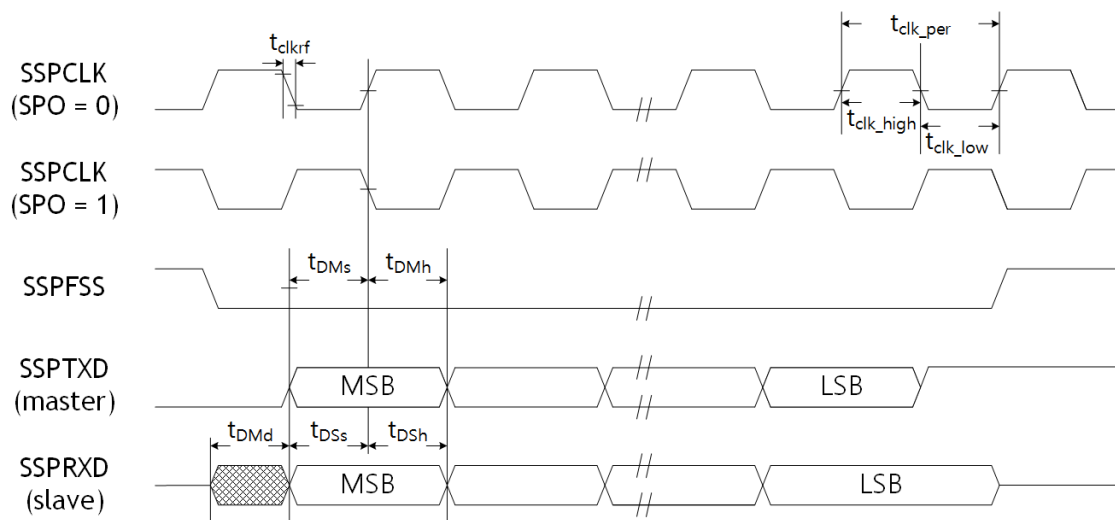 t_clk_per
t_clkrf
SSPCLK
(SPO = 0)
t_clk_high
t_clk_low
SSPCLK
(SPO = 1)
t_DMs
t_DMh
SSPFSS
SSPTXD
(master)
MSB
LSB
t_DMd
t_DSs
t_DSh
SSPRXD
(slave)
MSB
LSB